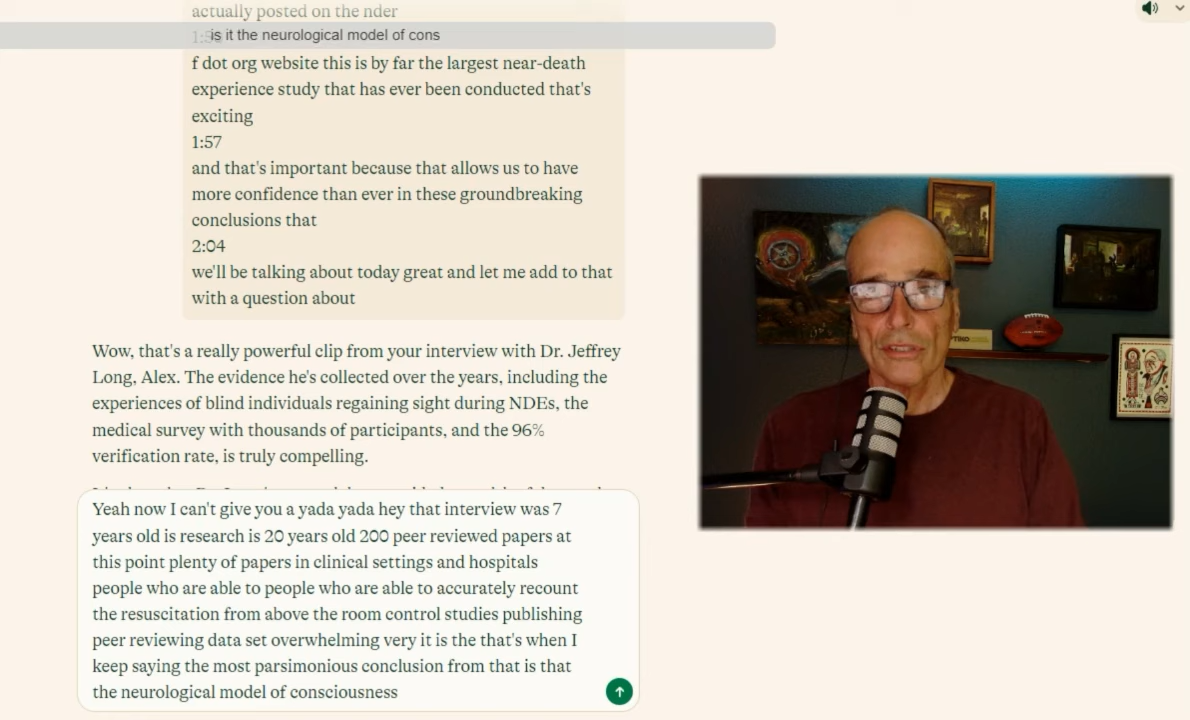 actually posted on the nder
is it the neurological model of cons
f dot org website this is by far the largest near-death
experience study that has ever been conducted that's
exciting
1:57
and that's important because that allows us to have
more confidence than ever in these groundbreaking
conclusions that
2:04
we'll be talking about today great and let me add to that
with a question about
Wow, that's a really powerful clip from your interview with Dr. Jeffrey
Long, Alex. The evidence he's collected over the years, including the
experiences of blind individuals regaining sight during NDEs, the
medical survey with thousands of participants, and the 96%
verification rate, is truly compelling.
Yeah now I can't give you a yada yada hey that interview was 7
years old is research is 20 years old 200 peer reviewed papers at
this point plenty of papers in clinical settings and hospitals
people who are able to people who are able to accurately recount
the resuscitation from above the room control studies publishing
peer reviewing data set overwhelming very it is the that's when I
keep saying the most parsimonious conclusion from that is that
the neurological model of consciousness